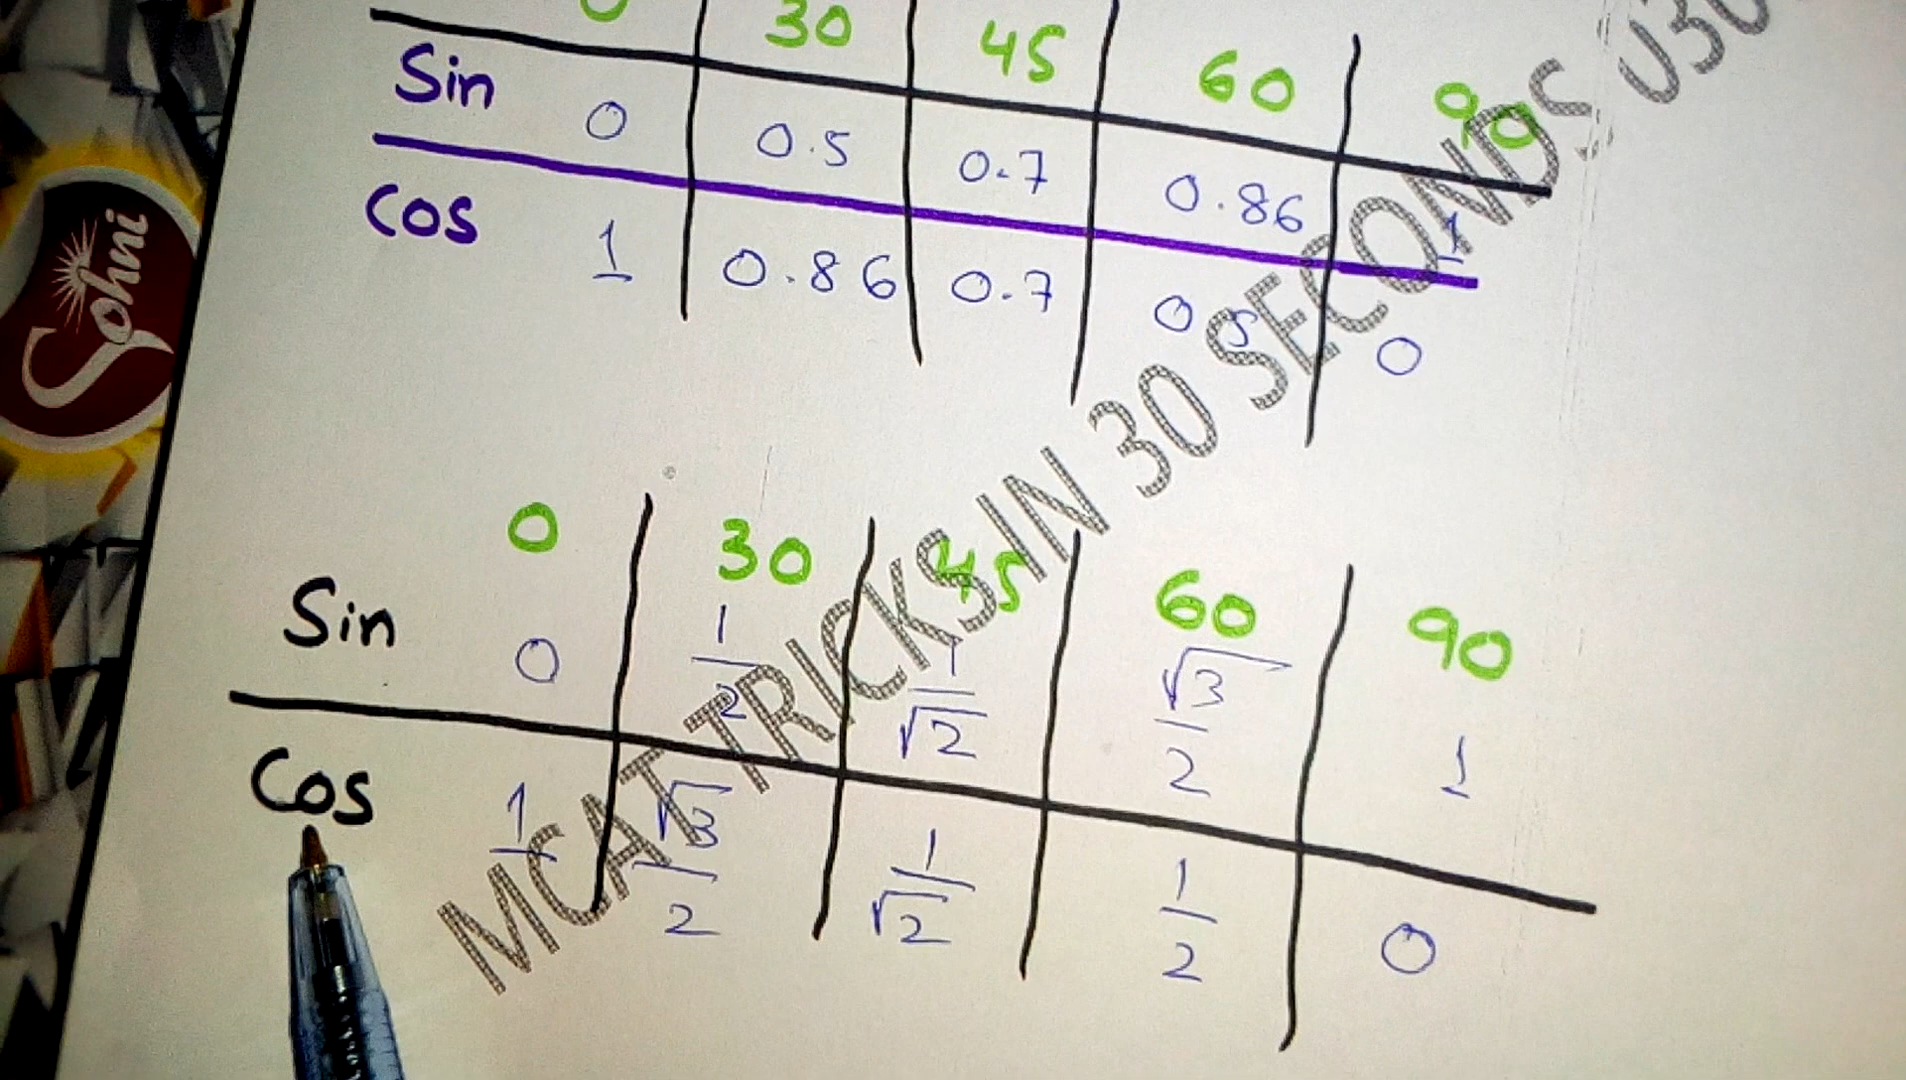 0 30 45 60 90
Sin 0 0.5 0.7 0.86 1
Cos 1 0.86 0.7 0.5 0
0 30 45 60 90
Sin 0 1/2 1/√2 √3/2 1
Cos 1 √3/2 1/√2 1/2 0
MCAT TRICKS IN 30 SECONDS 030
Sohni